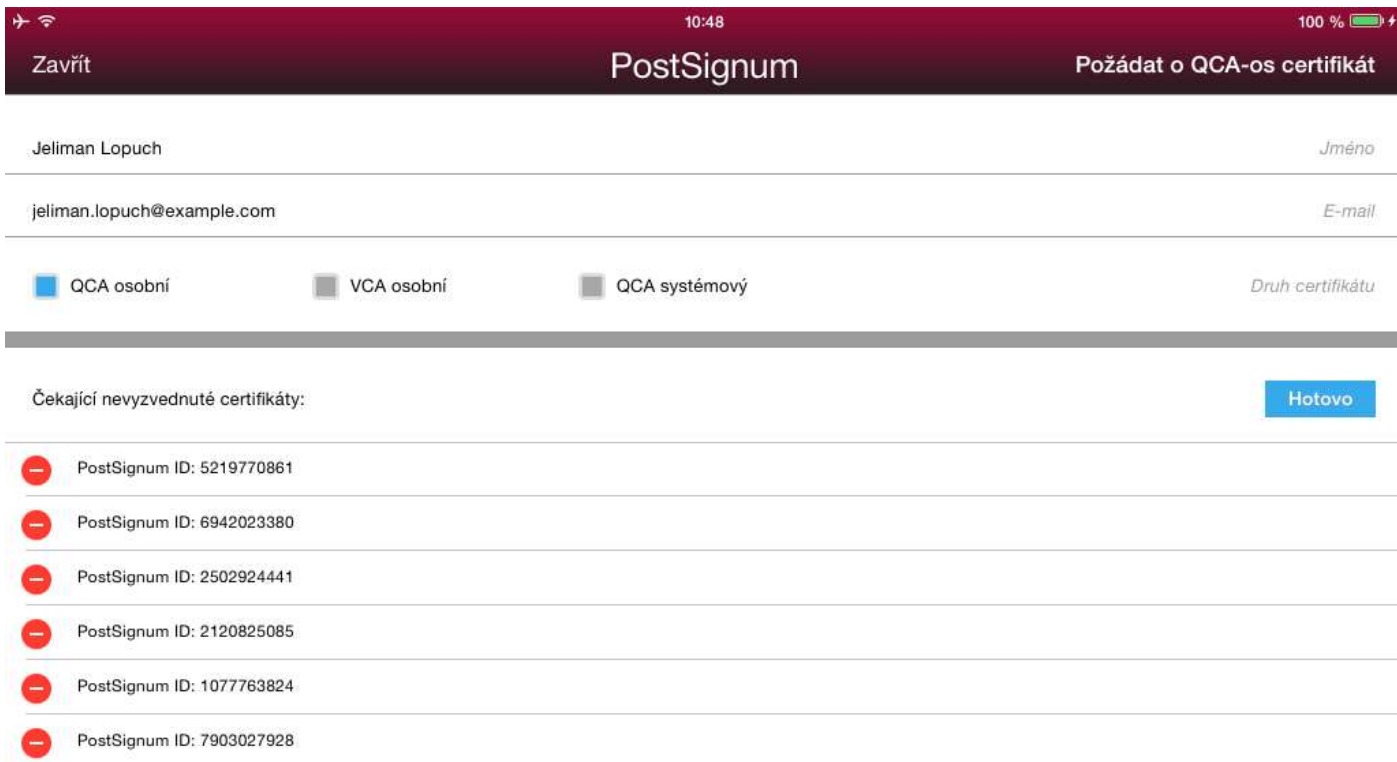 10:48 100 %
Zavřít PostSignum Požádat o QCA-os certifikát
Jeliman Lopuch Jméno
jeliman.lopuch@example.com E-mail
QCA osobní VCA osobní QCA systémový Druh certifikátu
Čekající nevyzvednuté certifikáty: Hotovo
PostSignum ID: 5219770861
PostSignum ID: 6942023380
PostSignum ID: 2502924441
PostSignum ID: 2120825085
PostSignum ID: 1077763824
PostSignum ID: 7903027928